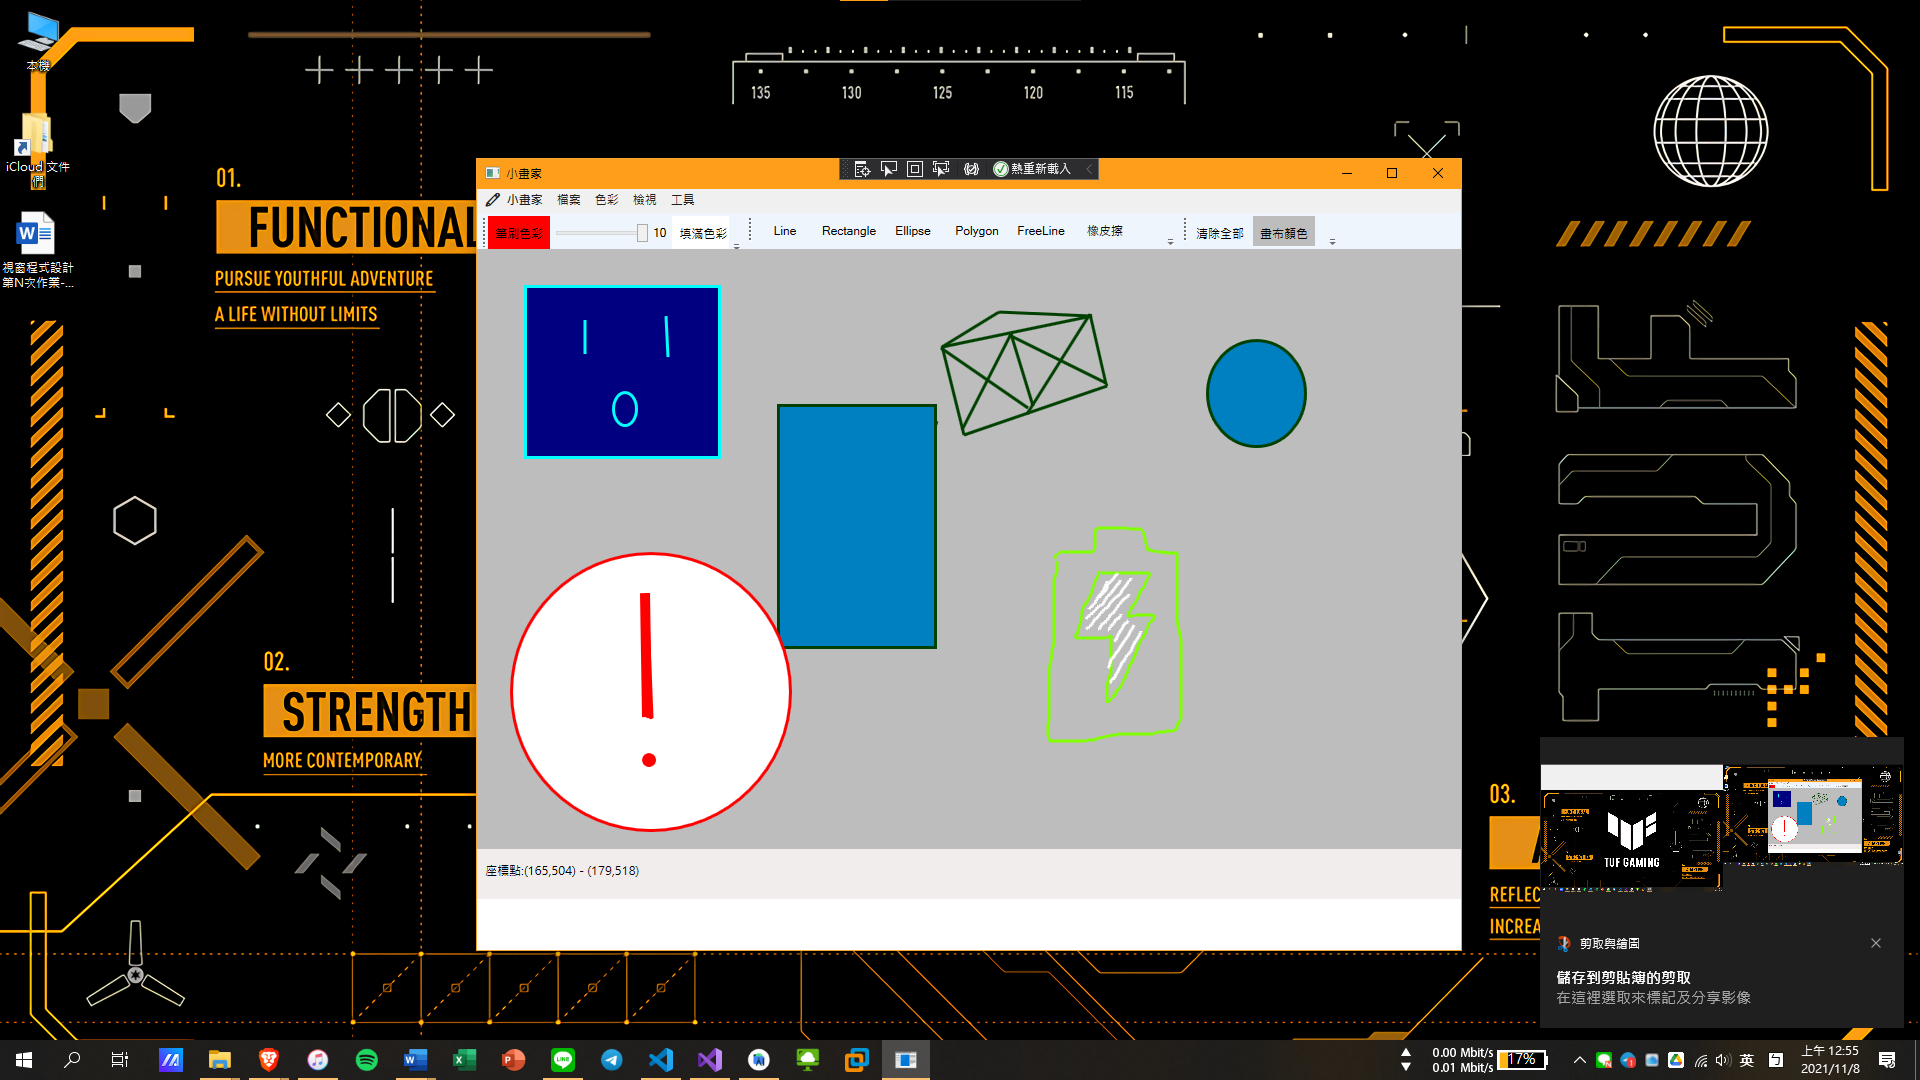 本機
iCloud 文件
們
視窗程式設計
第N次作業-...
01.
FUNCTIONAL
PURSUE YOUTHFUL ADVENTURE
A LIFE WITHOUT LIMITS
135 130 125 120 115
小畫家
熱重新載入
小畫家 檔案 色彩 檢視 工具
筆刷色彩 10 填滿色彩 Line Rectangle Ellipse Polygon FreeLine 橡皮擦 清除全部 畫布顏色
座標點:(165,504) - (179,518)
02.
STRENGTH
MORE CONTEMPORARY
03.
REFLEC
INCREA
TUF GAMING
剪取與繪圖
儲存到剪貼簿的剪取
在這裡選取來標記及分享影像
0.00 Mbit/s
0.01 Mbit/s
17%
英
上午 12:55
2021/11/8